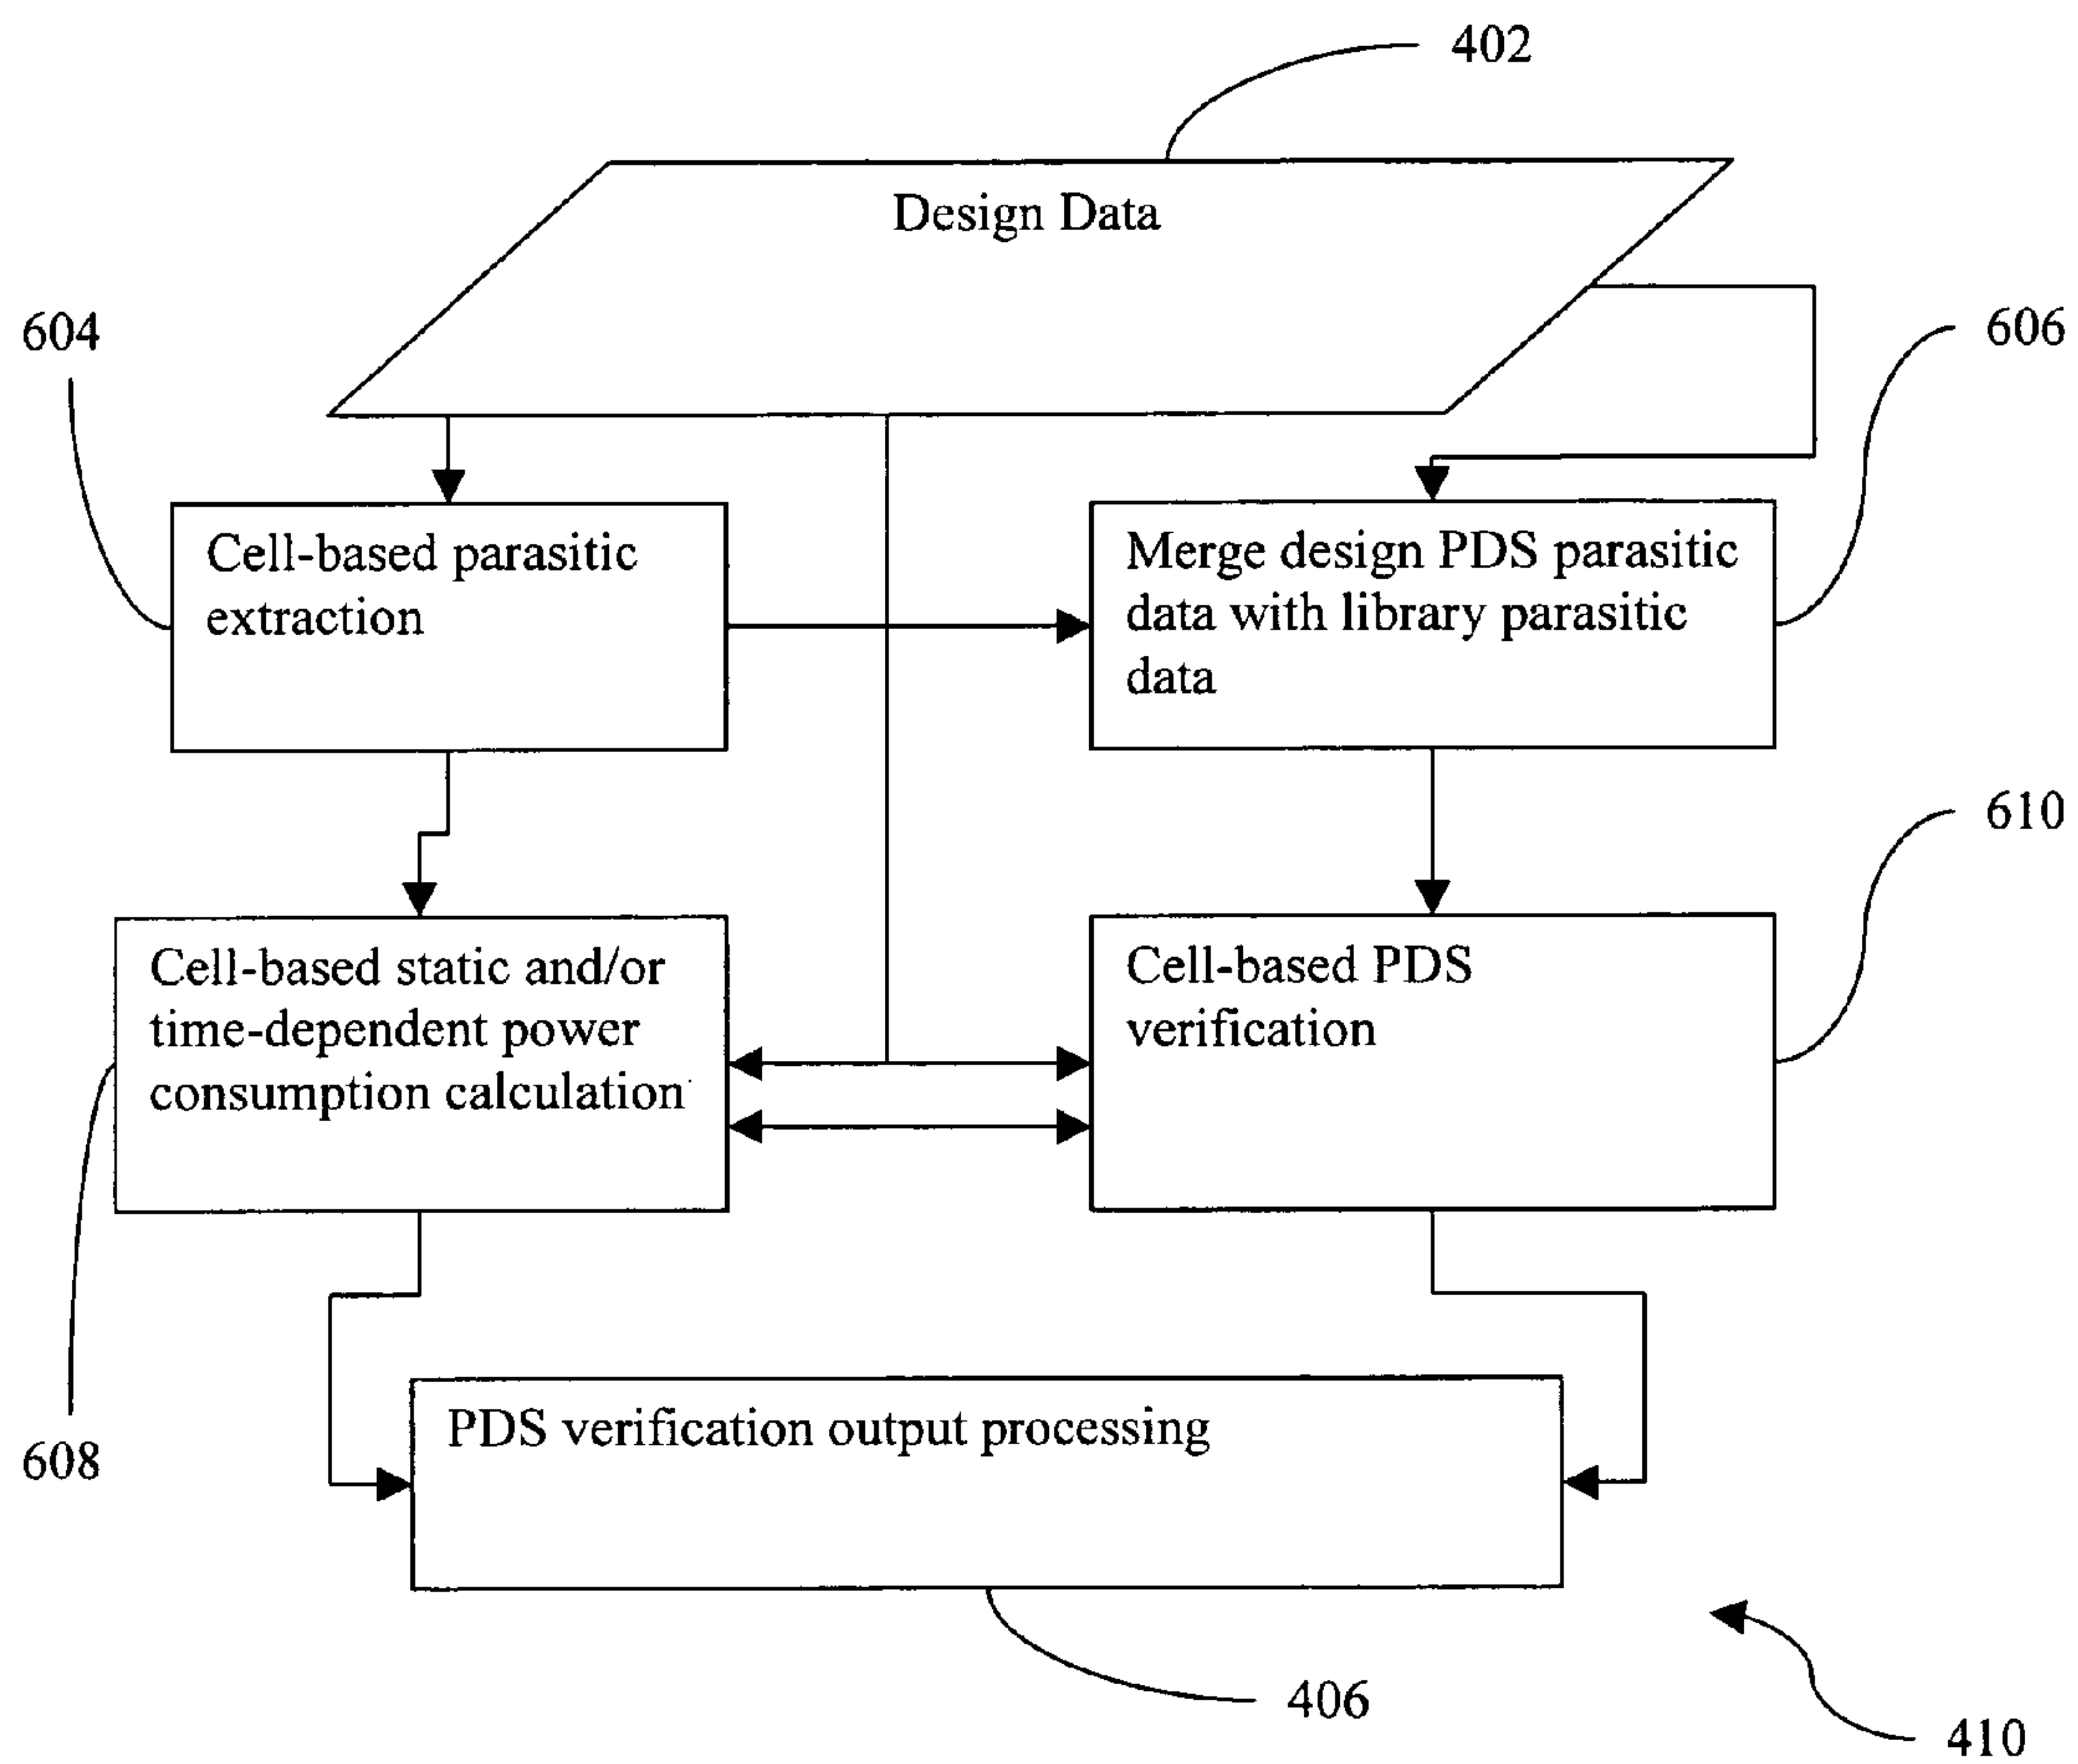 402
Design Data
604
606
Cell-based parasitic
extraction
Merge design PDS parasitic
data with library parasitic
data
610
Cell-based static and/or
time-dependent power
consumption calculation
Cell-based PDS
verification
608
PDS verification output processing
406
410